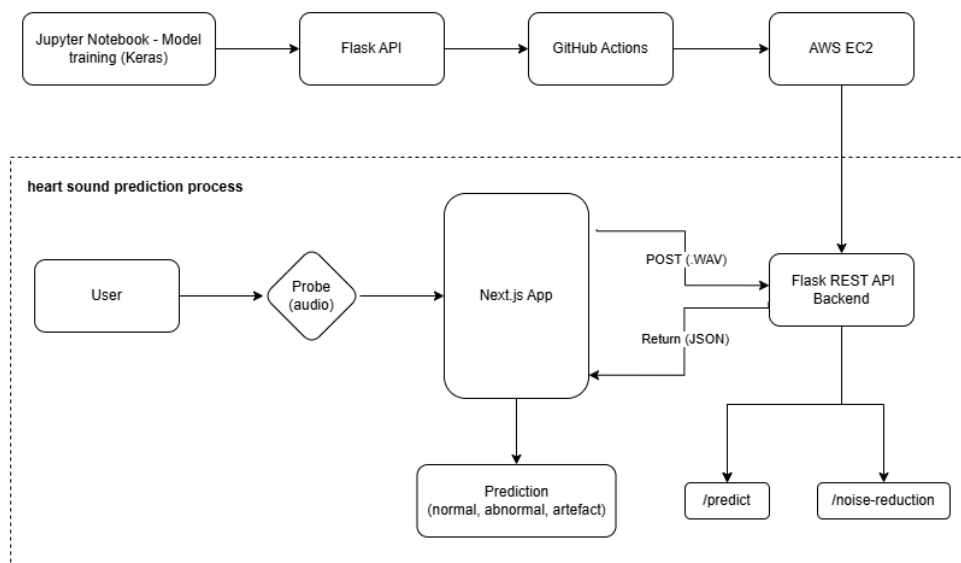 Jupyter Notebook - Model
training (Keras)
Flask API
GitHub Actions
AWS EC2
heart sound prediction process
User
Probe
(audio)
Next.js App
POST (.WAV)
Flask REST API
Backend
Return (JSON)
Prediction
(normal, abnormal, artefact)
/predict
/noise-reduction